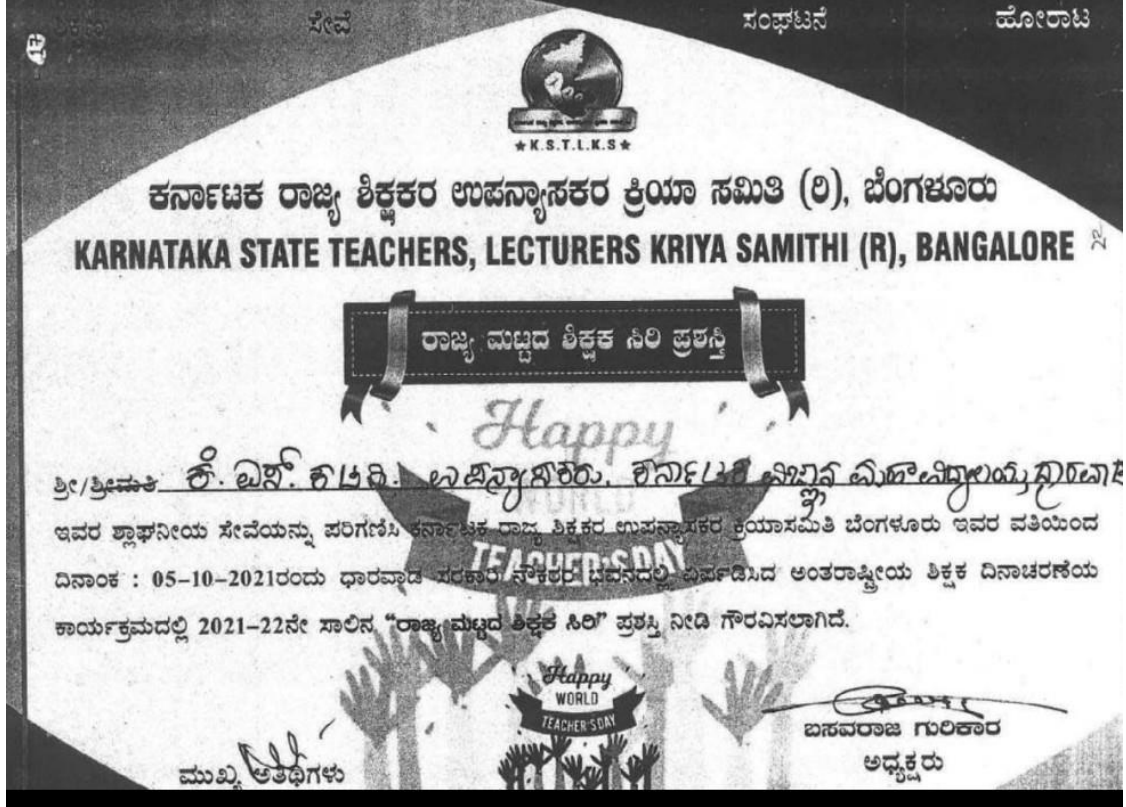 ಸೇವೆ ಸಂಘಟನೆ ಹೋರಾಟ
★K.S.T.L.K.S★
ಕರ್ನಾಟಕ ರಾಜ್ಯ ಶಿಕ್ಷಕರ ಉಪನ್ಯಾಸಕರ ಕ್ರಿಯಾ ಸಮಿತಿ (ರಿ), ಬೆಂಗಳೂರು
KARNATAKA STATE TEACHERS, LECTURERS KRIYA SAMITHI (R), BANGALORE
ರಾಜ್ಯ ಮಟ್ಟದ ಶಿಕ್ಷಕ ಸಿರಿ ಪ್ರಶಸ್ತಿ
Happy
WORLD
ಶ್ರೀ/ಶ್ರೀಮತಿ ಕೆ. ಎಸ್. ಉಪನ್ಯಾಸಕರು, ಕರ್ನಾಟಕ ವಿಜ್ಞಾನ ಮಹಾವಿದ್ಯಾಲಯ,
ಇವರ ಶ್ಲಾಘನೀಯ ಸೇವೆಯನ್ನು ಪರಿಗಣಿಸಿ ಕರ್ನಾಟಕ ರಾಜ್ಯ ಶಿಕ್ಷಕರ ಉಪನ್ಯಾಸಕರ ಕ್ರಿಯಾಸಮಿತಿ ಬೆಂಗಳೂರು ಇವರ ವತಿಯಿಂದ
TEACHER'S DAY
ದಿನಾಂಕ : 05-10-2021ರಂದು ಧಾರವಾಡ ಸರಕಾರಿ ನೌಕರರ ಭವನದಲ್ಲಿ ಏರ್ಪಡಿಸಿದ ಅಂತರಾಷ್ಟ್ರೀಯ ಶಿಕ್ಷಕ ದಿನಾಚರಣೆಯ
ಕಾರ್ಯಕ್ರಮದಲ್ಲಿ 2021-22ನೇ ಸಾಲಿನ "ರಾಜ್ಯ ಮಟ್ಟದ ಶಿಕ್ಷಕ ಸಿರಿ" ಪ್ರಶಸ್ತಿ ನೀಡಿ ಗೌರವಿಸಲಾಗಿದೆ.
Happy
WORLD
TEACHER'S DAY
ಬಸವರಾಜ ಗುರಿಕಾರ
ಮುಖ್ಯ ಅತಿಥಿಗಳು ಅಧ್ಯಕ್ಷರು